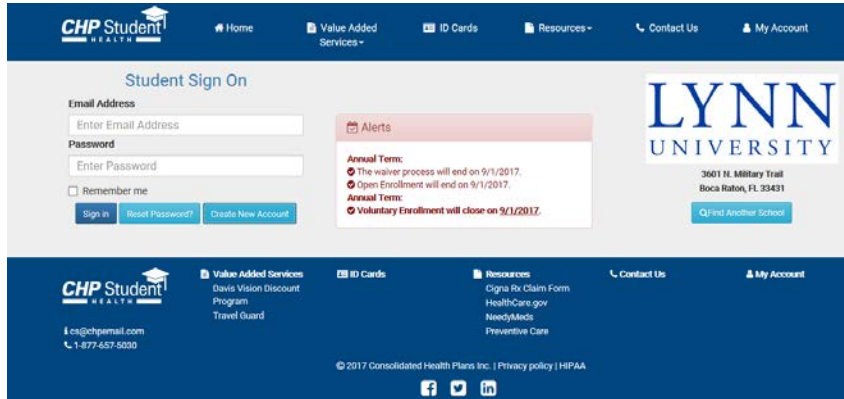 CHP Student
HEALTH
Home
Value Added
Services
ID Cards
Resources
Contact Us
My Account
Student Sign On
Email Address
Enter Email Address
Password
Enter Password
Remember me
Sign in
Reset Password?
Create New Account
Alerts
Annual Term:
The waiver process will end on 9/1/2017.
Open Enrollment will end on 9/1/2017.
Annual Term:
Voluntary Enrollment will close on 9/1/2017.
LYNN
UNIVERSITY
3601 N. Military Trail
Boca Raton, FL 33431
Find Another School
CHP Student
HEALTH
cs@chpemail.com
1-877-657-5030
Value Added Services
Davis Vision Discount
Program
Travel Guard
ID Cards
Resources
Cigna Rx Claim Form
HealthCare.gov
NeedyMeds
Preventive Care
Contact Us
My Account
© 2017 Consolidated Health Plans Inc. | Privacy policy | HIPAA